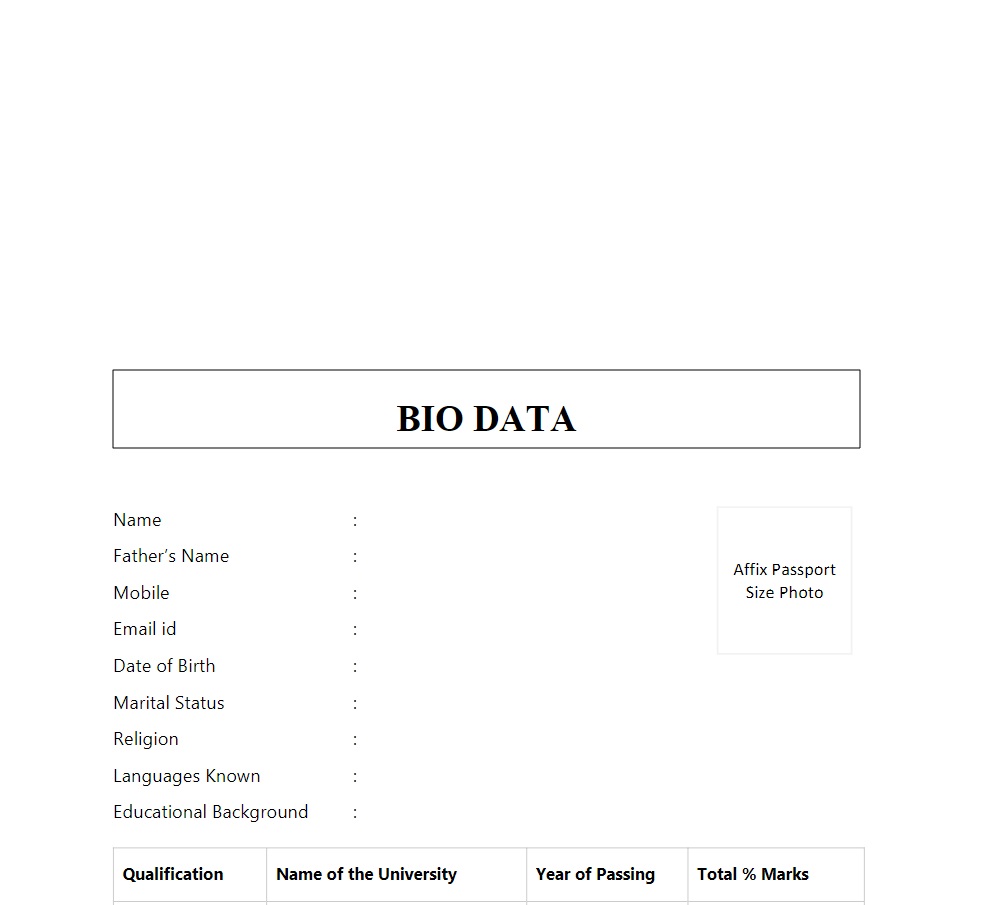 BIO DATA
Name :
Father’s Name :
Mobile :
Email id :
Date of Birth :
Marital Status :
Religion :
Languages Known :
Educational Background :
Affix Passport
Size Photo
Qualification Name of the University Year of Passing Total % Marks